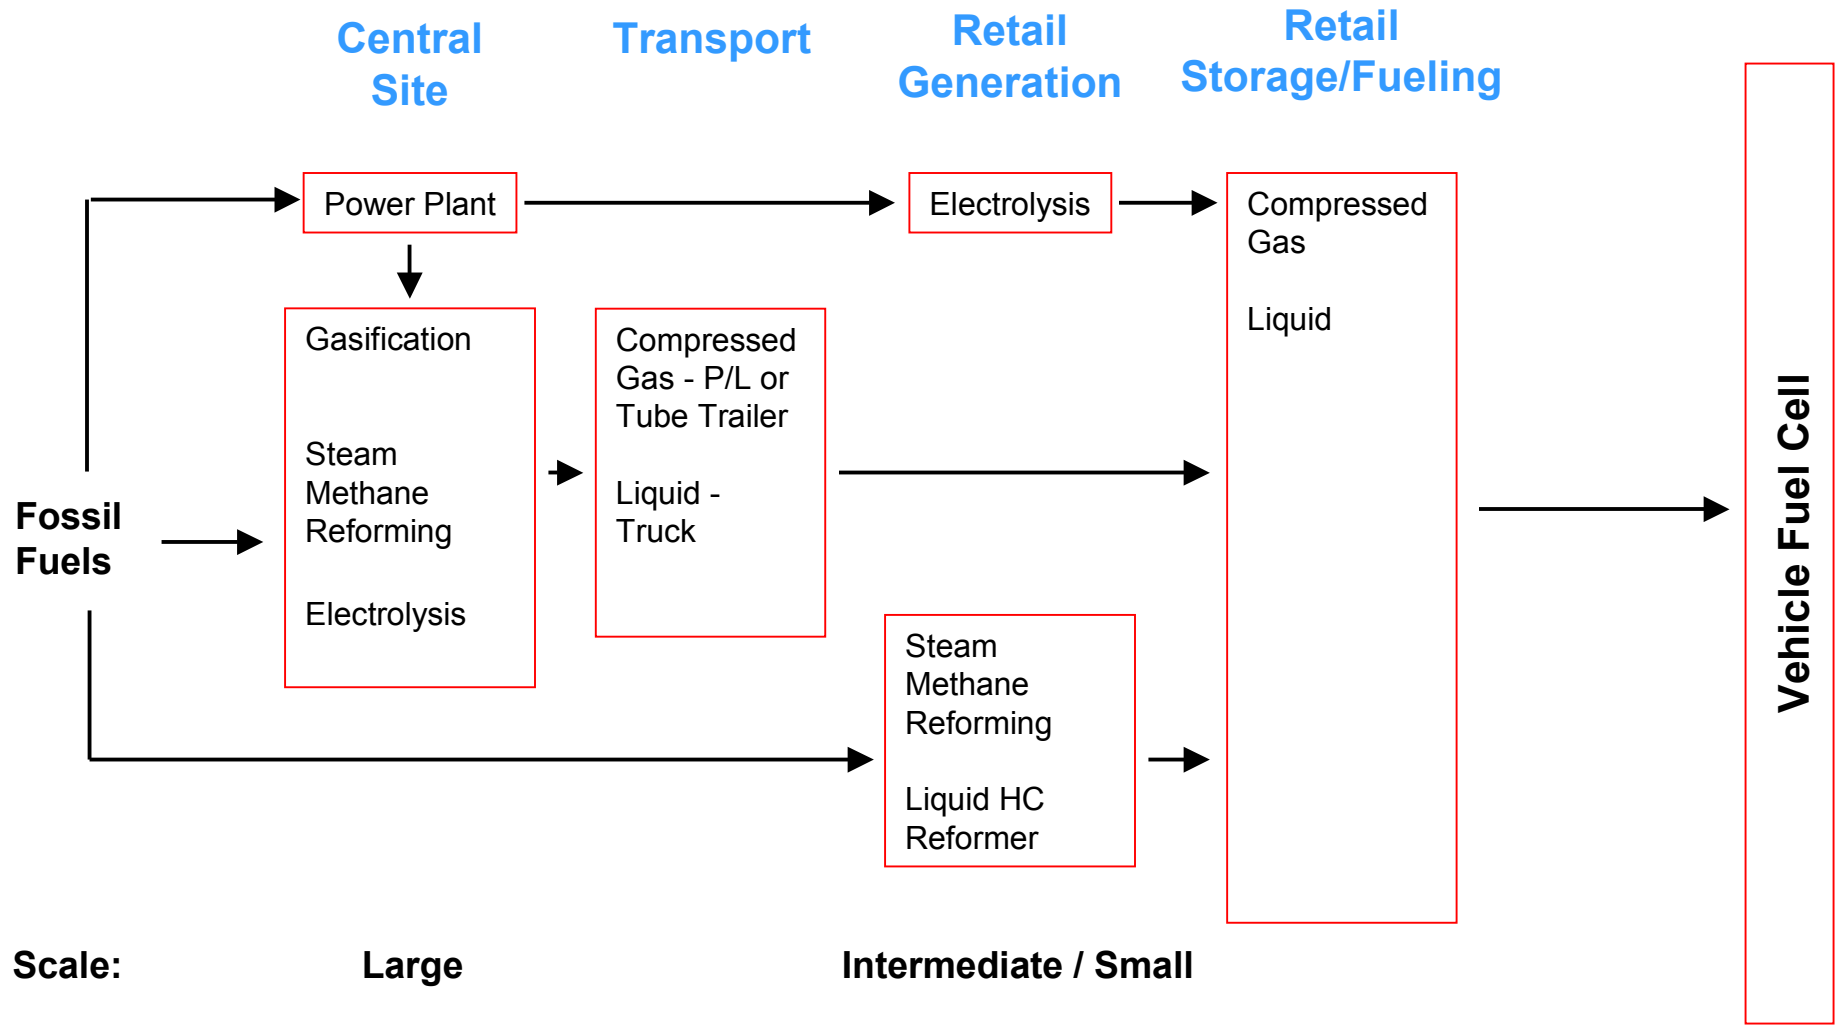 Central
Site
Transport
Retail
Generation
Retail
Storage/Fueling
Power Plant
Electrolysis
Compressed
Gas
Liquid
Gasification
Steam
Methane
Reforming
Electrolysis
Compressed
Gas - P/L or
Tube Trailer
Liquid -
Truck
Fossil
Fuels
Steam
Methane
Reforming
Liquid HC
Reformer
Vehicle Fuel Cell
Scale:
Large
Intermediate / Small